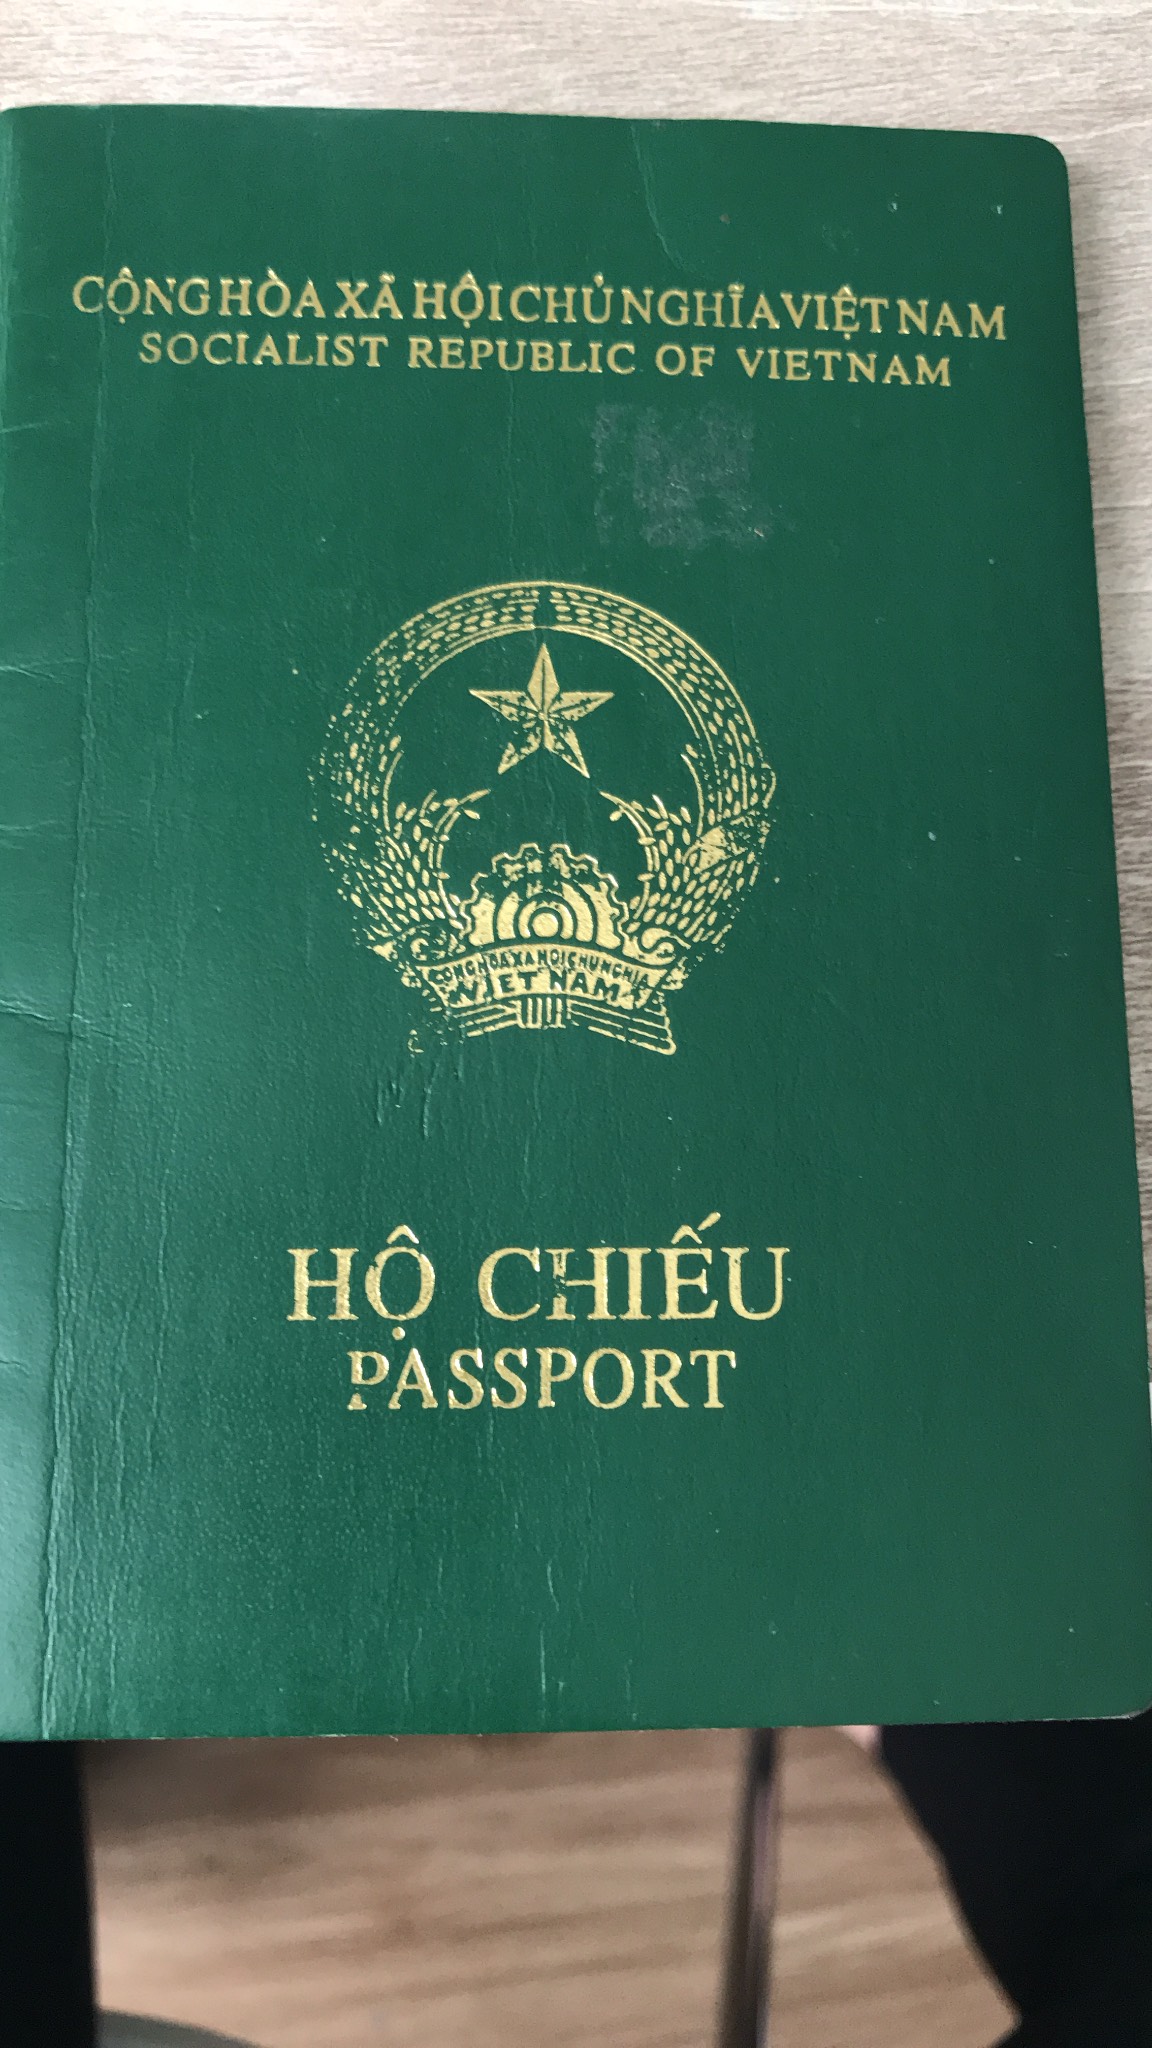 CỘNG HÒA XÃ HỘI CHỦ NGHĨA VIỆT NAM
SOCIALIST REPUBLIC OF VIETNAM
CỘNG HÒA XÃ HỘI CHỦ NGHĨA
VIỆT NAM
HỘ CHIẾU
PASSPORT